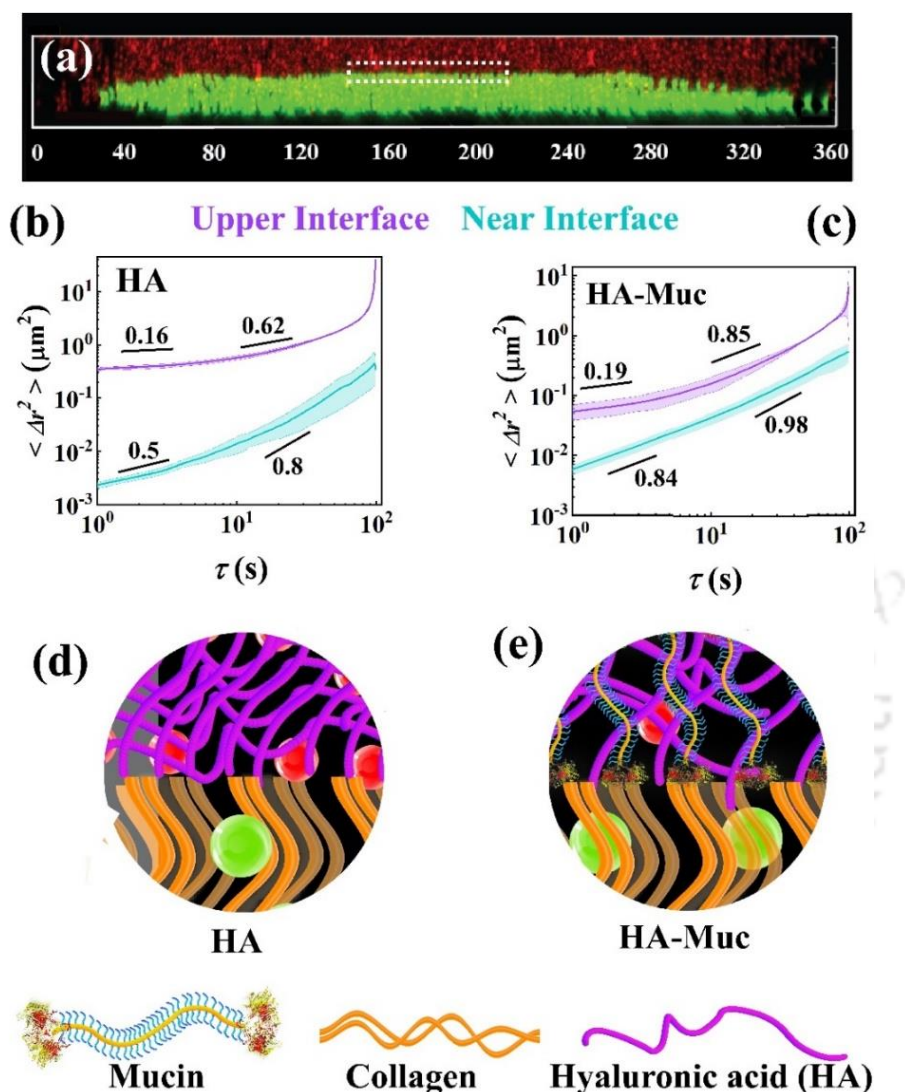 (a)
0 40 80 120 160 200 240 280 320 360
(b) Upper Interface Near Interface (c)
HA
0.16 0.62
0.5 0.8
< Δr² > (μm²)
10¹
10⁰
10⁻¹
10⁻²
10⁻³
10⁰ 10¹ 10²
τ (s)
HA-Muc
0.19 0.85
0.84 0.98
< Δr² > (μm²)
10¹
10⁰
10⁻¹
10⁻²
10⁻³
10⁰ 10¹ 10²
τ (s)
(d) (e)
HA HA-Muc
Mucin Collagen Hyaluronic acid (HA)